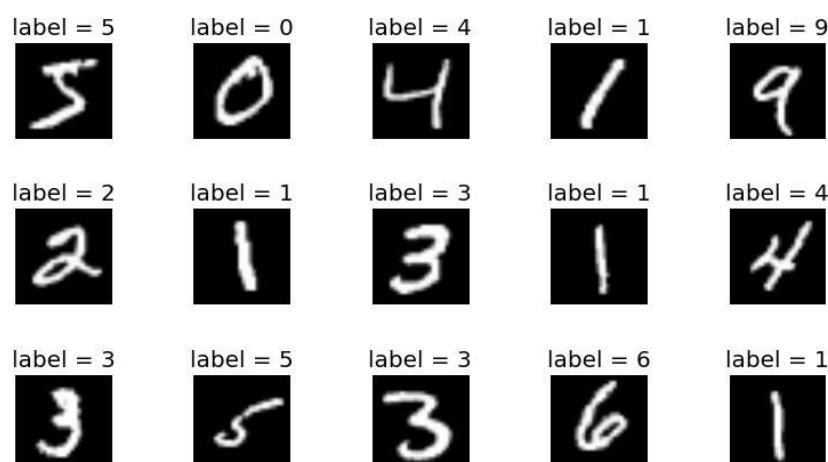 label = 5 label = 0 label = 4 label = 1 label = 9
5 0 4 1 9
label = 2 label = 1 label = 3 label = 1 label = 4
2 1 3 1 4
label = 3 label = 5 label = 3 label = 6 label = 1
3 5 3 6 1